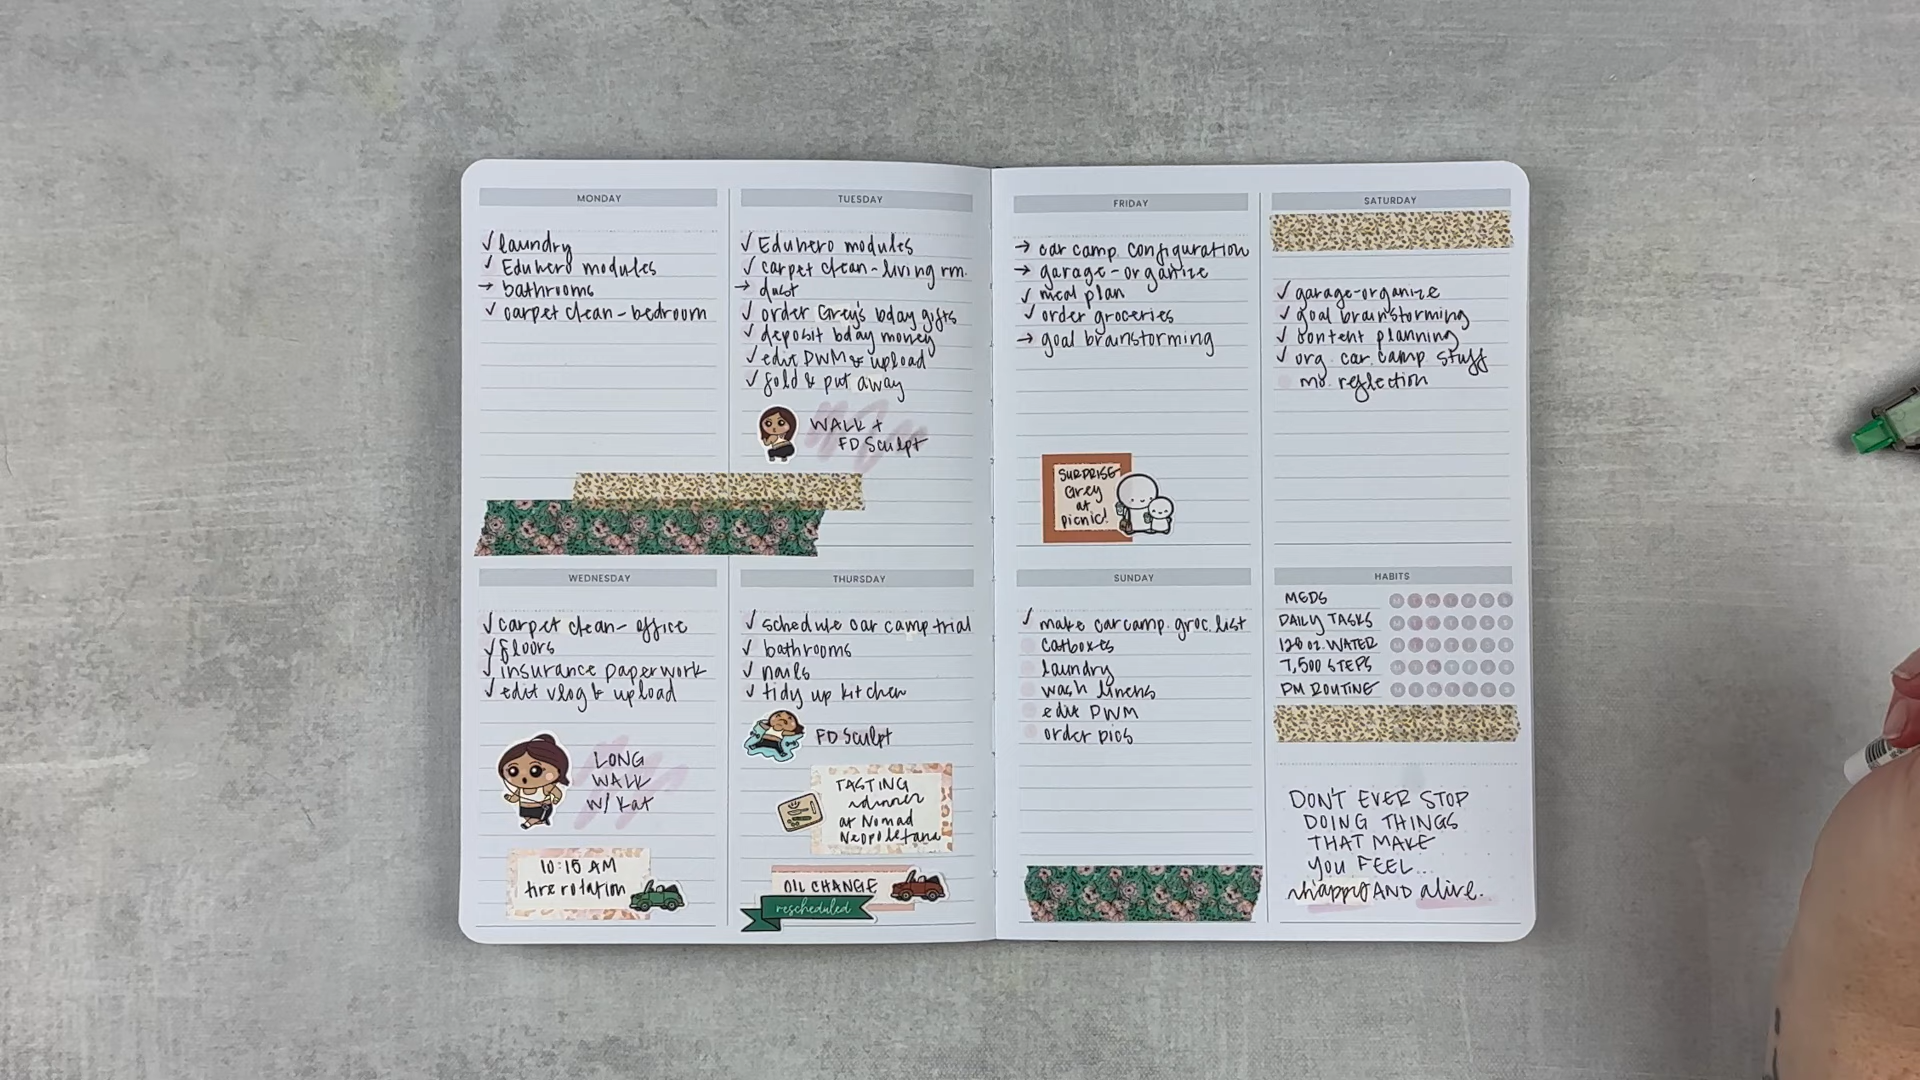 MONDAY
✓ laundry
✓ Eduhero modules
→ bathrooms
✓ carpet clean - bedroom
TUESDAY
✓ Eduhero modules
✓ carpet clean - living rm.
→ dust
✓ order Grey's bday gifts
✓ deposit bday money
✓ edit PWM & upload
✓ fold & put away
WALK +
FD Sculpt
WEDNESDAY
✓ carpet clean - office
✓ floors
✓ insurance paperwork
✓ edit vlog & upload
LONG
WALK
w/ Kat
10:15 AM
tire rotation
THURSDAY
✓ schedule car camp trial
✓ bathrooms
✓ nails
✓ tidy up kitchen
FD Sculpt
TASTING
dinner
at Nomad
Neopoletana
OIL CHANGE
rescheduled
FRIDAY
→ car camp configuration
→ garage - organize
✓ meal plan
✓ order groceries
→ goal brainstorming
SURPRISE
Grey
at
picnic!
SATURDAY
✓ garage - organize
✓ goal brainstorming
✓ content planning
✓ org. car camp stuff
mo. reflection
SUNDAY
✓ make car camp. groc. list
catboxes
laundry
wash linens
edit PWM
order pics
HABITS
MEDS M T W T F S S
DAILY TASKS M T W T F S S
128 oz. WATER M T W T F S S
7,500 STEPS M T W T F S S
PM ROUTINE M T W T F S S
DON'T EVER STOP
DOING THINGS
THAT MAKE
YOU FEEL...
happy AND alive.